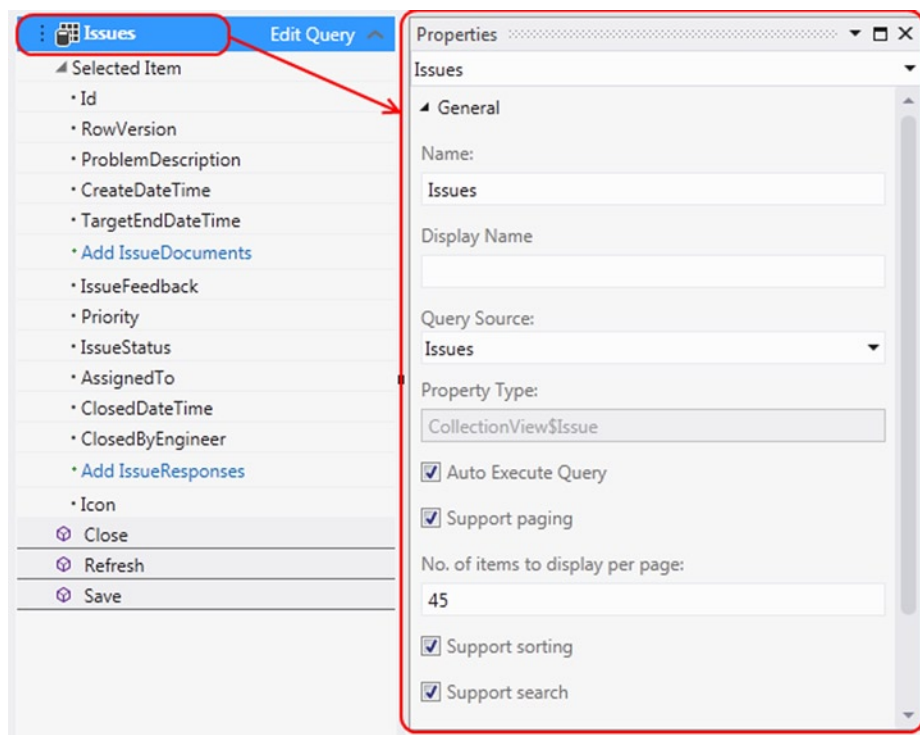 Issues Edit Query
Selected Item
Id
RowVersion
ProblemDescription
CreateDateTime
TargetEndDateTime
Add IssueDocuments
IssueFeedback
Priority
IssueStatus
AssignedTo
ClosedDateTime
ClosedByEngineer
Add IssueResponses
Icon
Close
Refresh
Save
Properties
Issues
General
Name:
Issues
Display Name
Query Source:
Issues
Property Type:
CollectionView$Issue
Auto Execute Query
Support paging
No. of items to display per page:
45
Support sorting
Support search